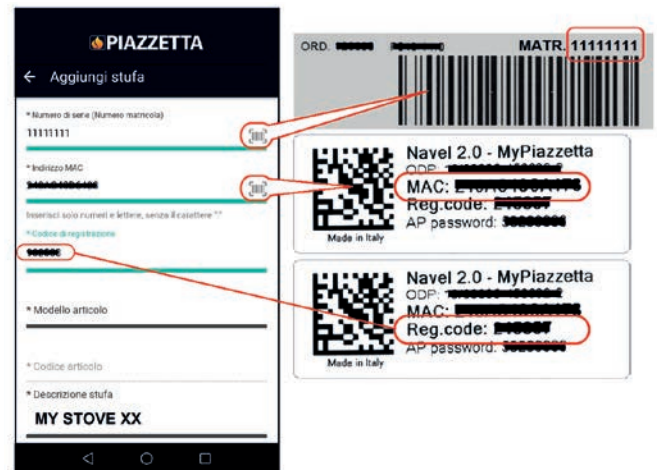 PIAZZETTA
← Aggiungi stufa
* Numero di serie (Numero matricola)
11111111
* Indirizzo MAC
Inserisci solo numeri e lettere, senza il carattere ":"
* Codice di registrazione
* Modello articolo
* Codice articolo
* Descrizione stufa
MY STOVE XX
ORD. MATR. 11111111
Navel 2.0 - MyPiazzetta
ODP:
MAC:
Reg.code:
AP password:
Made in Italy
Navel 2.0 - MyPiazzetta
ODP:
MAC:
Reg.code:
AP password:
Made in Italy